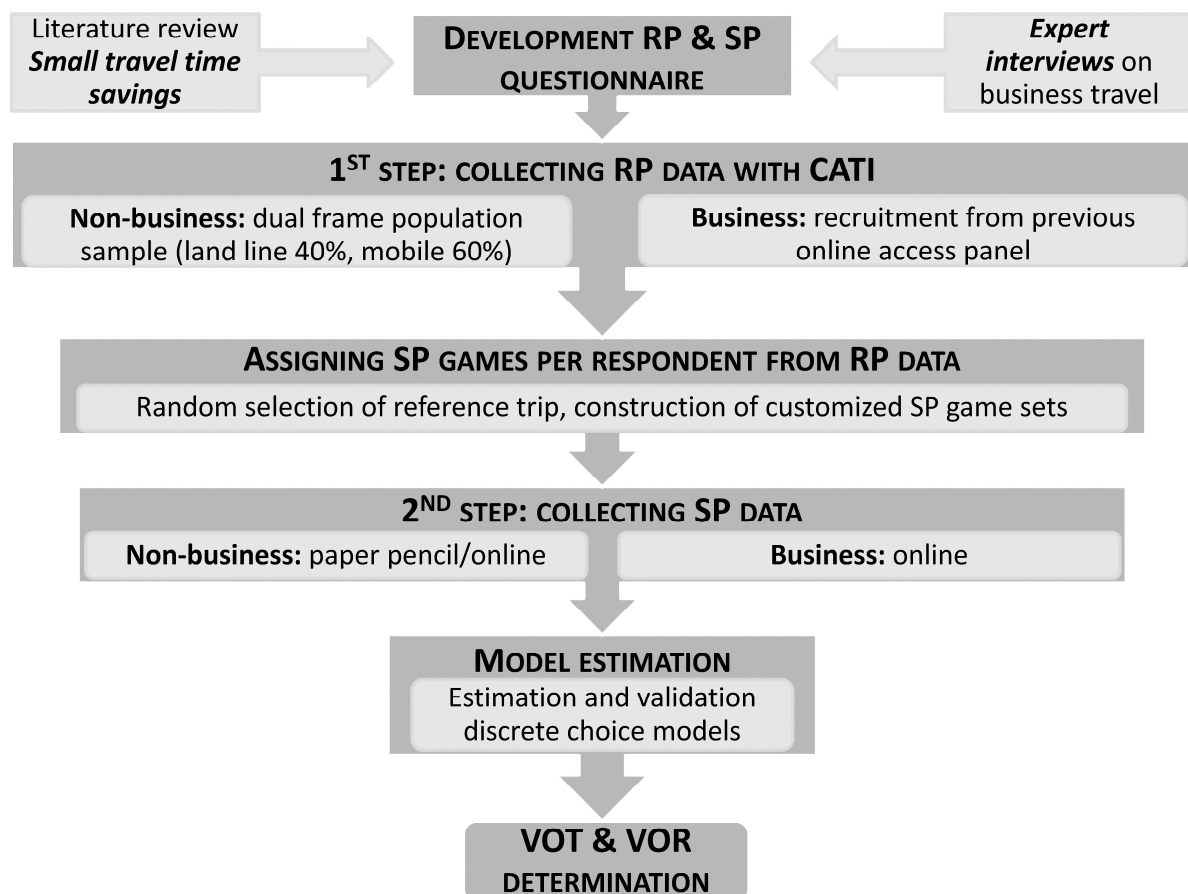 Literature review
Small travel time
savings
DEVELOPMENT RP & SP
QUESTIONNAIRE
Expert
interviews on
business travel
1ST STEP: COLLECTING RP DATA WITH CATI
Non-business: dual frame population
sample (land line 40%, mobile 60%)
Business: recruitment from previous
online access panel
ASSIGNING SP GAMES PER RESPONDENT FROM RP DATA
Random selection of reference trip, construction of customized SP game sets
2ND STEP: COLLECTING SP DATA
Non-business: paper pencil/online
Business: online
MODEL ESTIMATION
Estimation and validation
discrete choice models
VOT & VOR
DETERMINATION